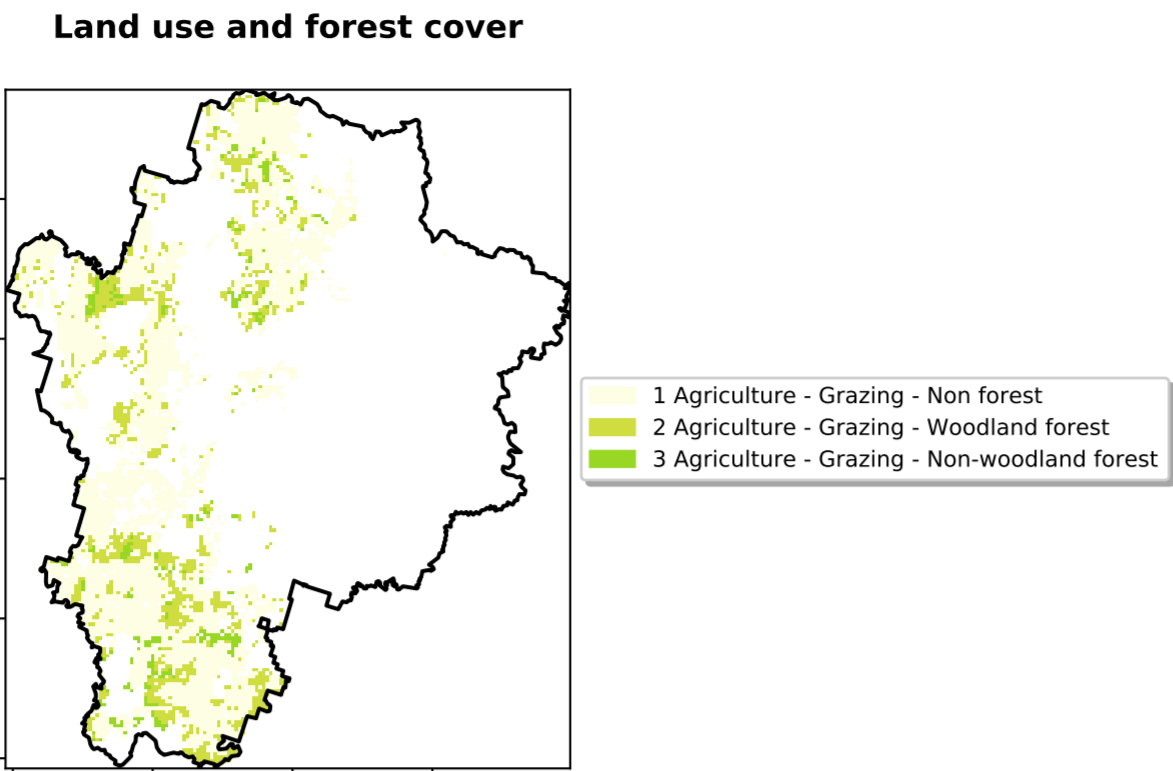 Land use and forest cover
1 Agriculture - Grazing - Non forest
2 Agriculture - Grazing - Woodland forest
3 Agriculture - Grazing - Non-woodland forest